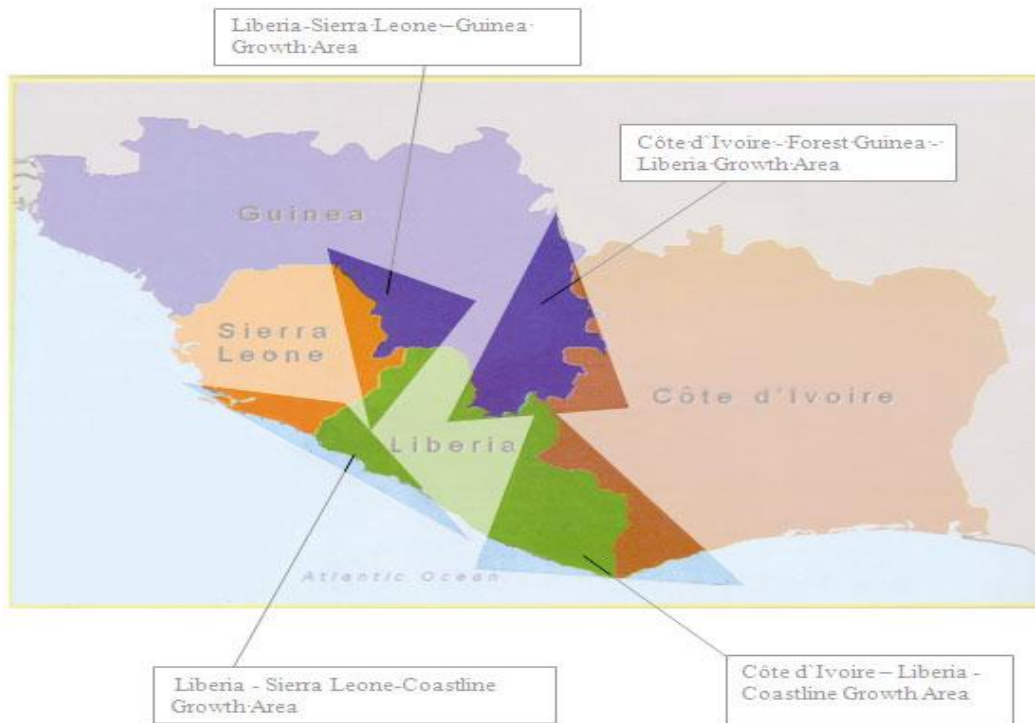 Liberia-Sierra Leone–Guinea
Growth Area
Côte d`Ivoire - Forest Guinea -
Liberia Growth Area
Guinea
Sierra
Leone
Côte d'Ivoire
Liberia
Atlantic Ocean
Liberia - Sierra Leone-Coastline
Growth Area
Côte d`Ivoire – Liberia -
Coastline Growth Area